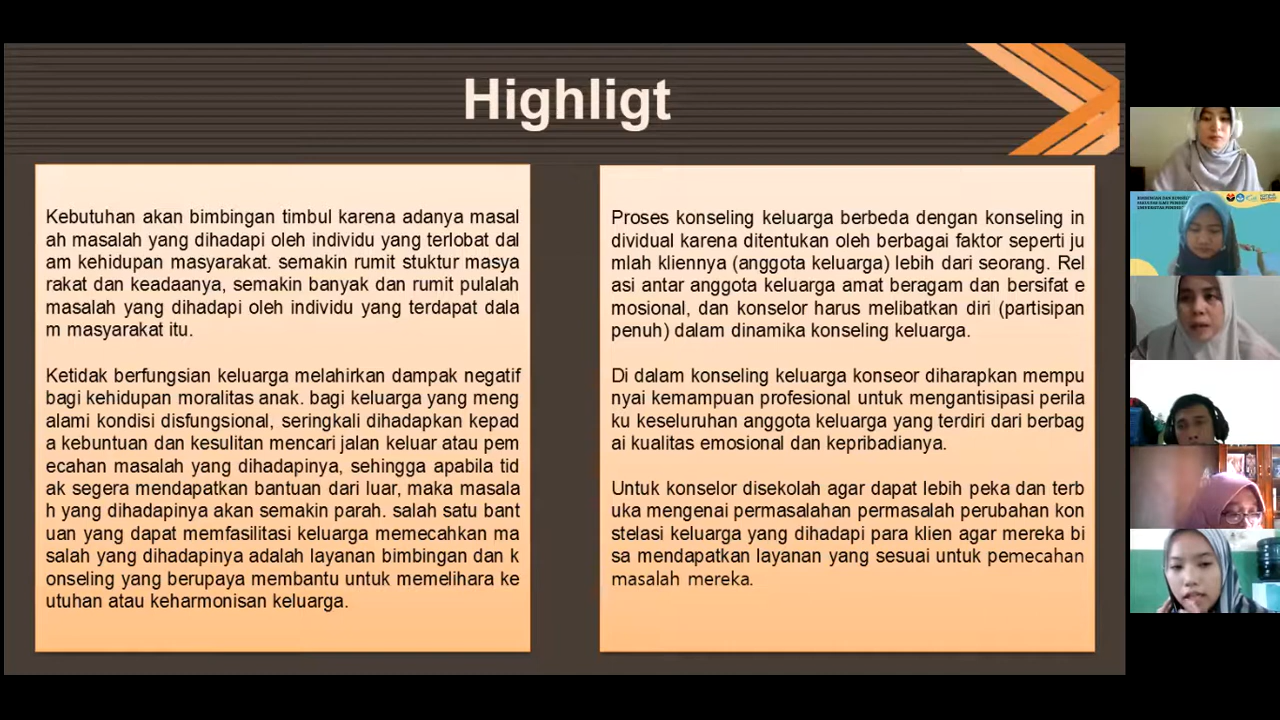 Highligt
Kebutuhan akan bimbingan timbul karena adanya masal
ah masalah yang dihadapi oleh individu yang terlobat dal
am kehidupan masyarakat. semakin rumit stuktur masya
rakat dan keadaanya, semakin banyak dan rumit pulalah
masalah yang dihadapi oleh individu yang terdapat dala
m masyarakat itu.
Ketidak berfungsian keluarga melahirkan dampak negatif
bagi kehidupan moralitas anak. bagi keluarga yang meng
alami kondisi disfungsional, seringkali dihadapkan kepad
a kebuntuan dan kesulitan mencari jalan keluar atau pem
ecahan masalah yang dihadapinya, sehingga apabila tid
ak segera mendapatkan bantuan dari luar, maka masala
h yang dihadapinya akan semakin parah. salah satu bant
uan yang dapat memfasilitasi keluarga memecahkan ma
salah yang dihadapinya adalah layanan bimbingan dan k
onseling yang berupaya membantu untuk memelihara ke
utuhan atau keharmonisan keluarga.
Proses konseling keluarga berbeda dengan konseling in
dividual karena ditentukan oleh berbagai faktor seperti ju
mlah kliennya (anggota keluarga) lebih dari seorang. Rel
asi antar anggota keluarga amat beragam dan bersifat e
mosional, dan konselor harus melibatkan diri (partisipan
penuh) dalam dinamika konseling keluarga.
Di dalam konseling keluarga konseor diharapkan mempu
nyai kemampuan profesional untuk mengantisipasi perila
ku keseluruhan anggota keluarga yang terdiri dari berbag
ai kualitas emosional dan kepribadianya.
Untuk konselor disekolah agar dapat lebih peka dan terb
uka mengenai permasalahan permasalah perubahan kon
stelasi keluarga yang dihadapi para klien agar mereka bi
sa mendapatkan layanan yang sesuai untuk pemecahan
masalah mereka.